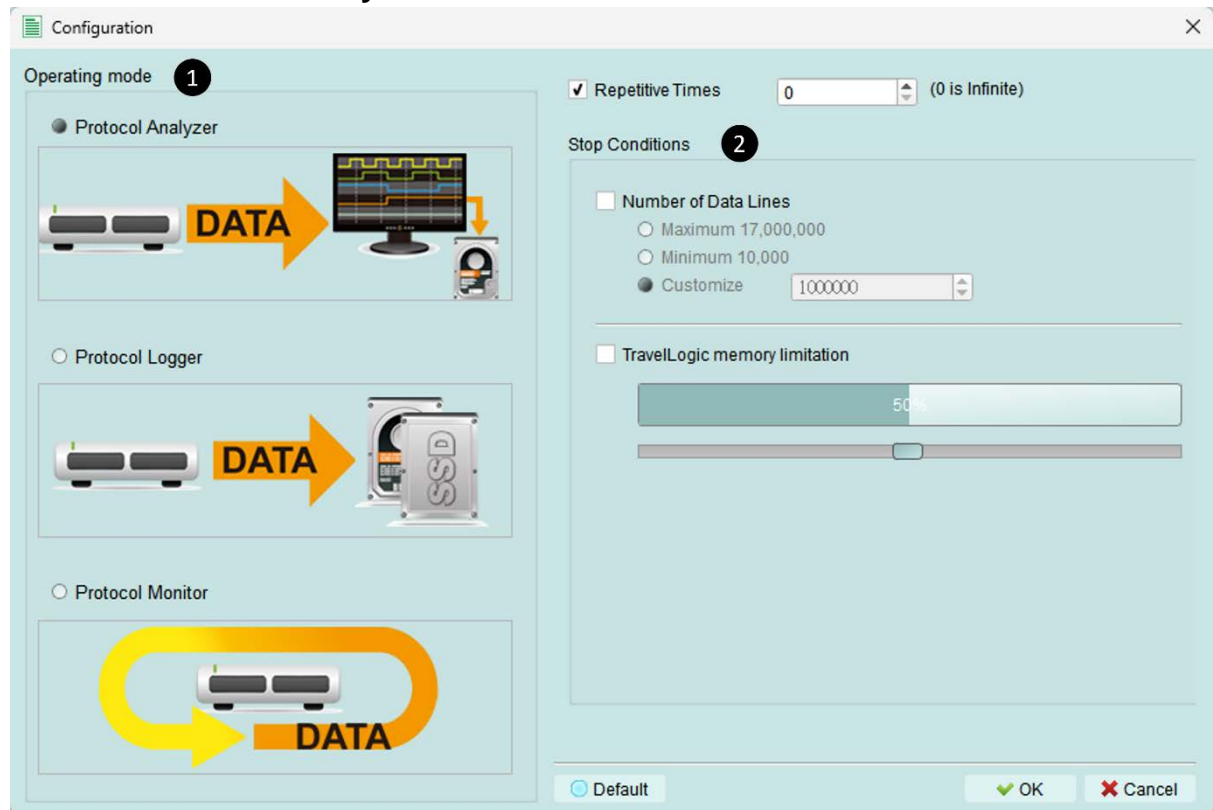 Configuration
Operating mode 1
Protocol Analyzer
DATA
Protocol Logger
DATA
SSD
Protocol Monitor
DATA
Repetitive Times 0 (0 is Infinite)
Stop Conditions 2
Number of Data Lines
Maximum 17,000,000
Minimum 10,000
Customize 1000000
TravelLogic memory limitation
50%
Default OK Cancel